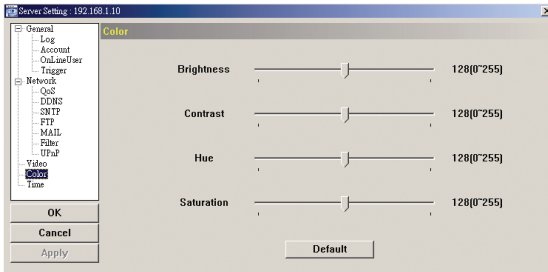 Server Setting : 192.168.1.10
General
Log
Account
OnLineUser
Trigger
Network
QoS
DDNS
SNTP
FTP
MAIL
Filter
UPnP
Video
Color
Time
OK
Cancel
Apply
Color
Brightness 128(0~255)
Contrast 128(0~255)
Hue 128(0~255)
Saturation 128(0~255)
Default